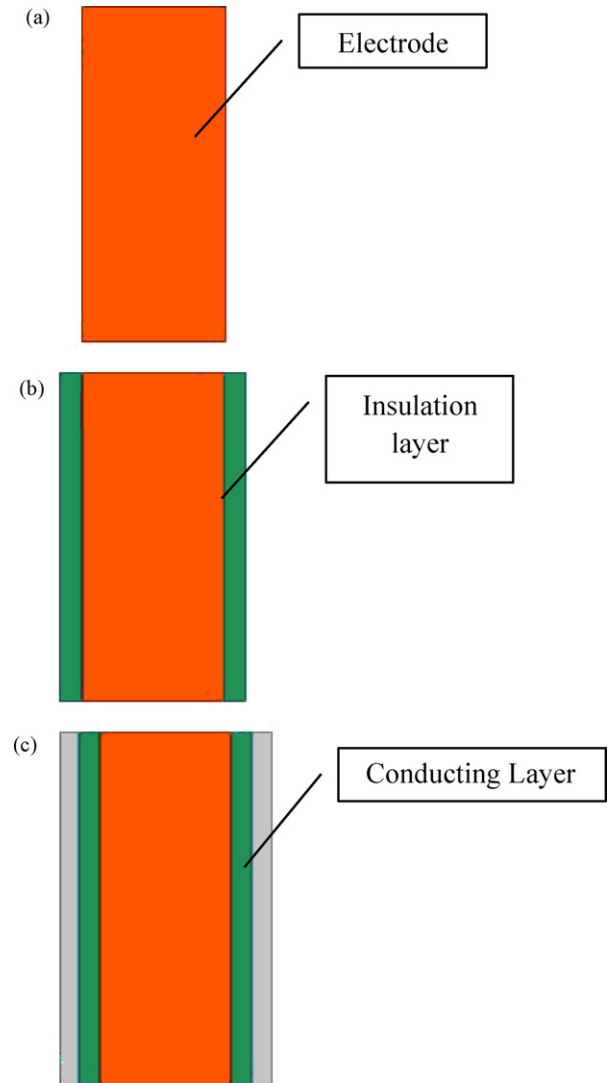 (a)
Electrode
(b)
Insulation
layer
(c)
Conducting Layer